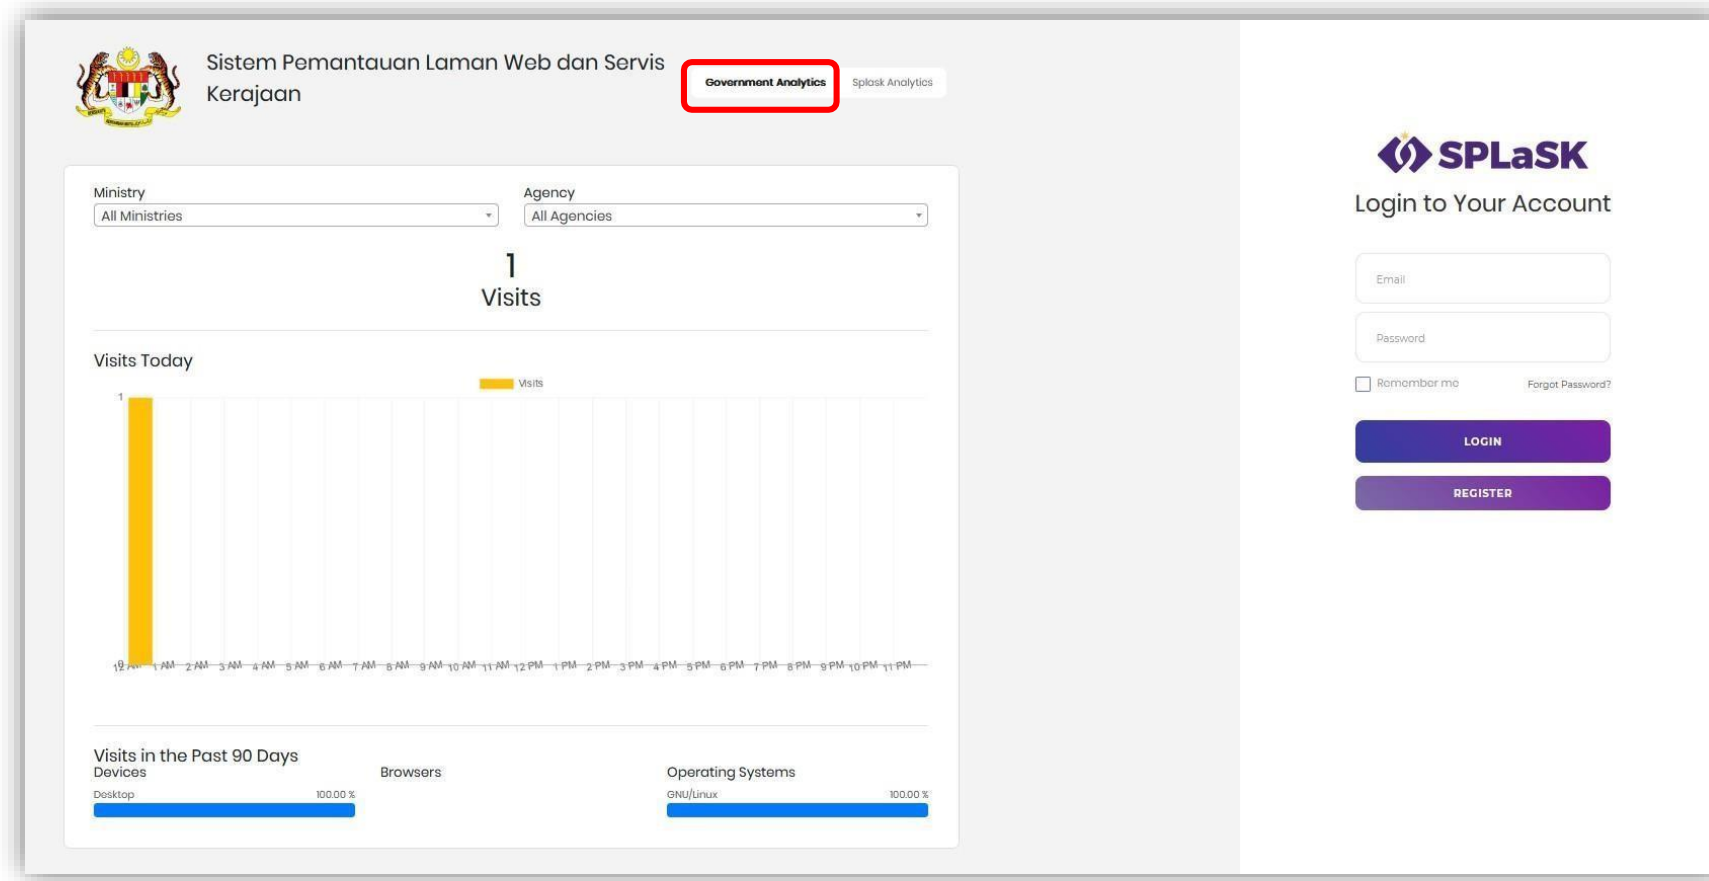 Sistem Pemantauan Laman Web dan Servis
Kerajaan
Government Analytics
Splask Analytics
Ministry
All Ministries
Agency
All Agencies
1
Visits
Visits Today
Visits
1
0
12 AM 1 AM 2 AM 3 AM 4 AM 5 AM 6 AM 7 AM 8 AM 9 AM 10 AM 11 AM 12 PM 1 PM 2 PM 3 PM 4 PM 5 PM 6 PM 7 PM 8 PM 9 PM 10 PM 11 PM
Visits in the Past 90 Days
Devices
Desktop 100.00 %
Browsers
Operating Systems
GNU/Linux 100.00 %
SPLaSK
Login to Your Account
Email
Password
Remember me
Forgot Password?
LOGIN
REGISTER